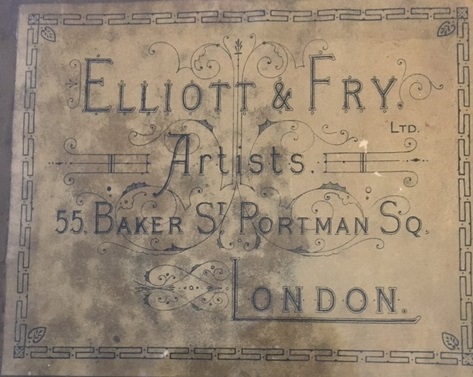 ELLIOTT & FRY.
LTD.
Artists.
55. BAKER ST. PORTMAN SQ.
LONDON.